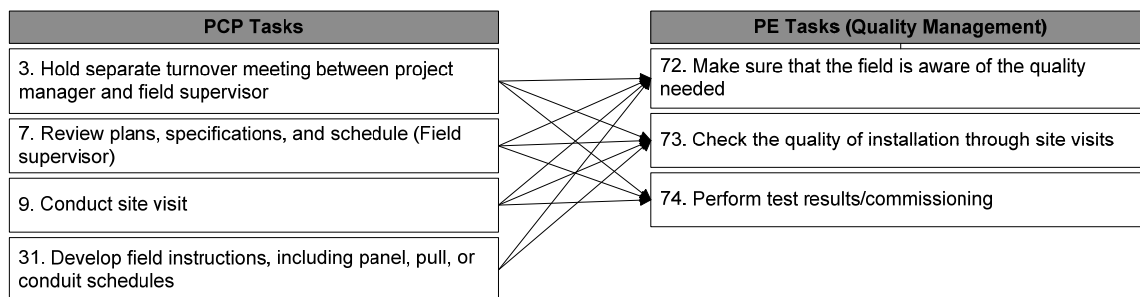 PCP Tasks
3. Hold separate turnover meeting between project
manager and field supervisor
7. Review plans, specifications, and schedule (Field
supervisor)
9. Conduct site visit
31. Develop field instructions, including panel, pull, or
conduit schedules
PE Tasks (Quality Management)
72. Make sure that the field is aware of the quality
needed
73. Check the quality of installation through site visits
74. Perform test results/commissioning